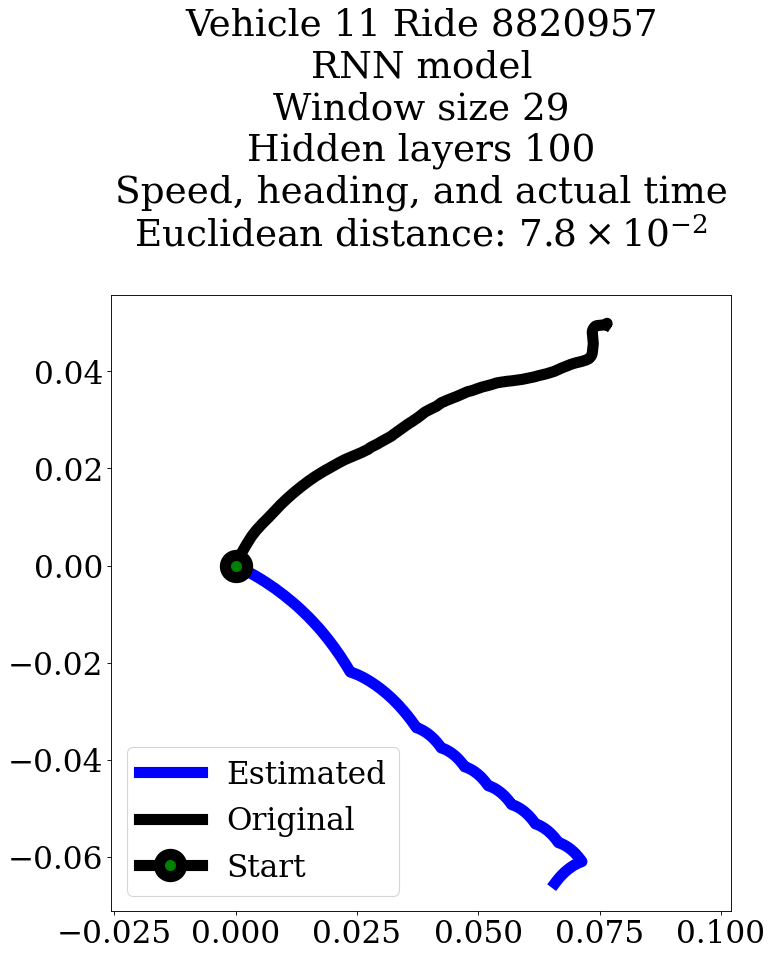 Vehicle 11 Ride 8820957
RNN model
Window size 29
Hidden layers 100
Speed, heading, and actual time
Euclidean distance: 7.8 × 10⁻²
0.04
0.02
0.00
−0.02
−0.04
−0.06
Estimated
Original
Start
−0.025 0.000 0.025 0.050 0.075 0.100